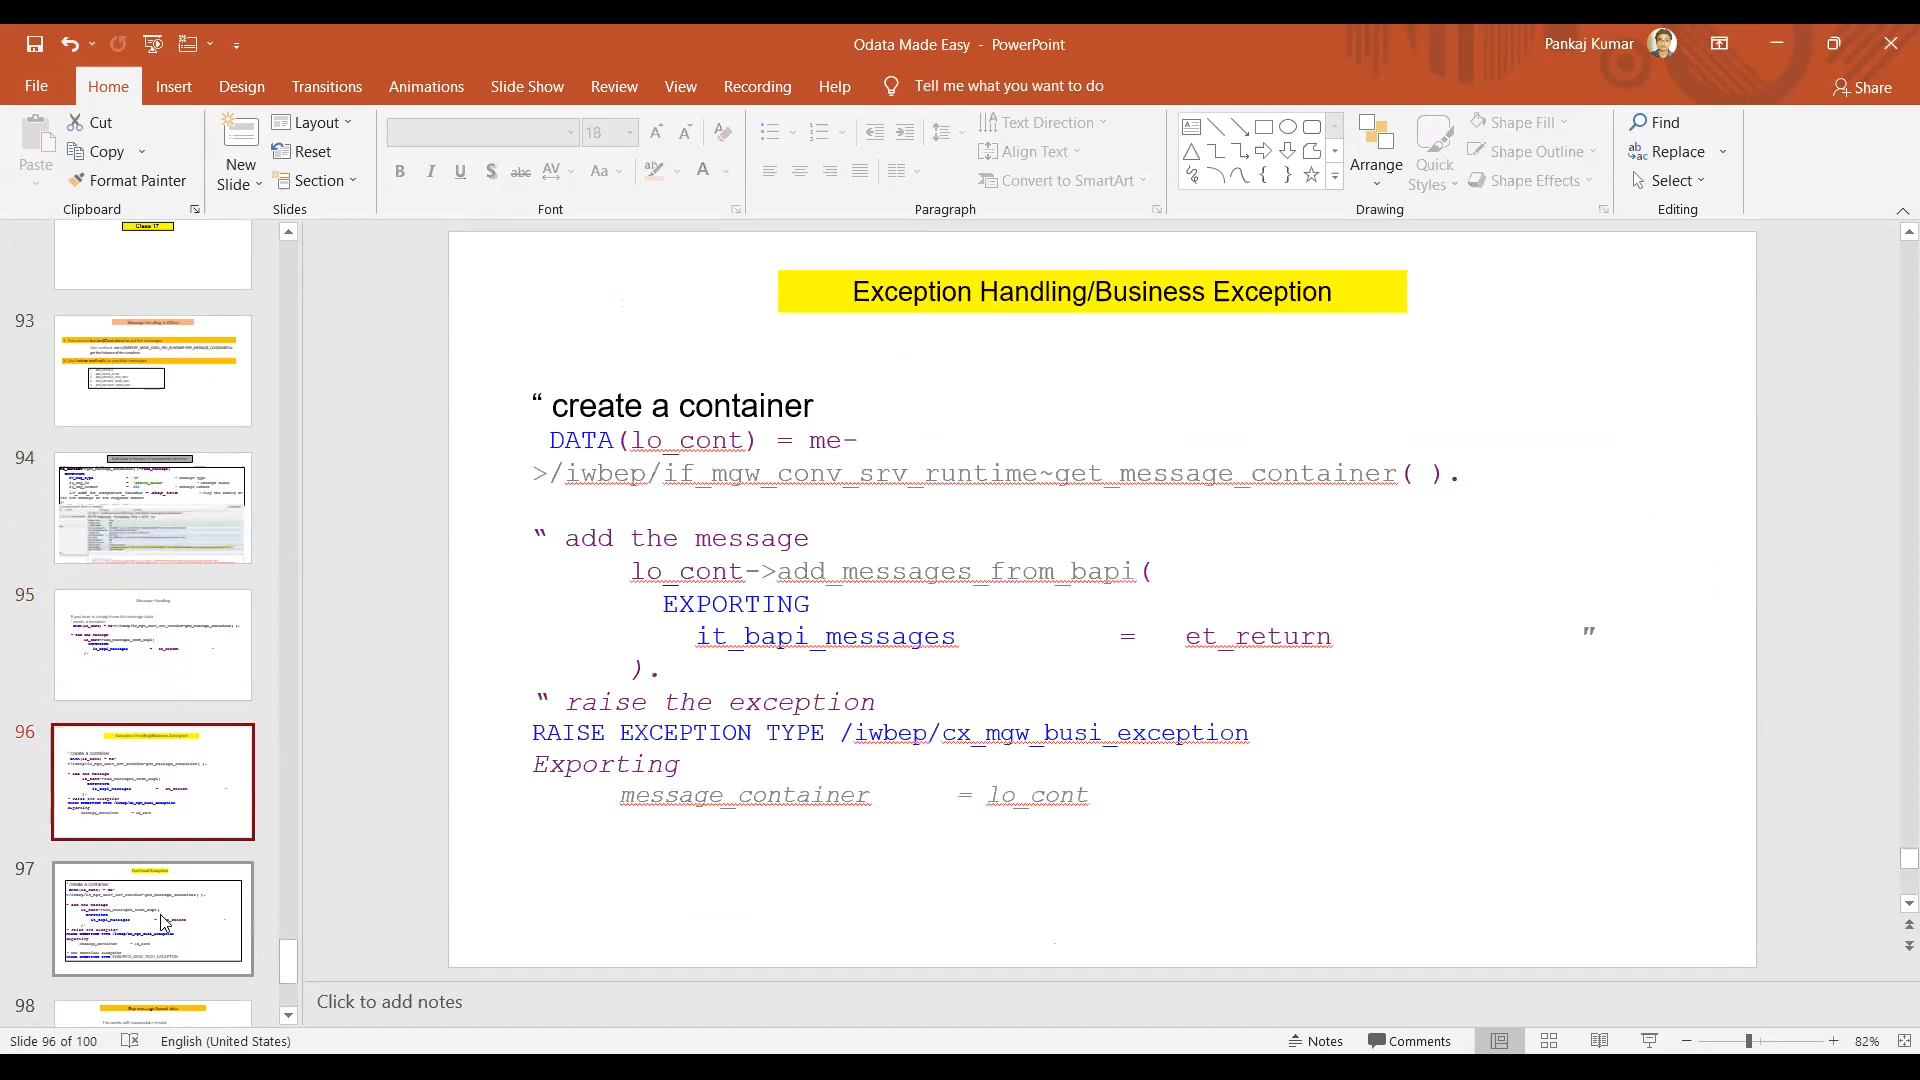 Odata Made Easy - PowerPoint
Pankaj Kumar
File Home Insert Design Transitions Animations Slide Show Review View Recording Help Tell me what you want to do
Share
Paste
Cut
Copy
Format Painter
Clipboard
New Slide
Layout
Reset
Section
Slides
18
Font
Text Direction
Align Text
Convert to SmartArt
Paragraph
Arrange
Quick Styles
Shape Fill
Shape Outline
Shape Effects
Drawing
Find
Replace
Select
Editing
Class 17
93
94
95
Message Handling
96
97
98
Exception Handling/Business Exception
“ create a container
DATA(lo_cont) = me-
>/iwbep/if_mgw_conv_srv_runtime~get_message_container( ).
“ add the message
lo_cont->add_messages_from_bapi(
EXPORTING
it_bapi_messages = et_return "
).
“ raise the exception
RAISE EXCEPTION TYPE /iwbep/cx_mgw_busi_exception
Exporting
message_container = lo_cont
Click to add notes
Slide 96 of 100 English (United States) Notes Comments 82%